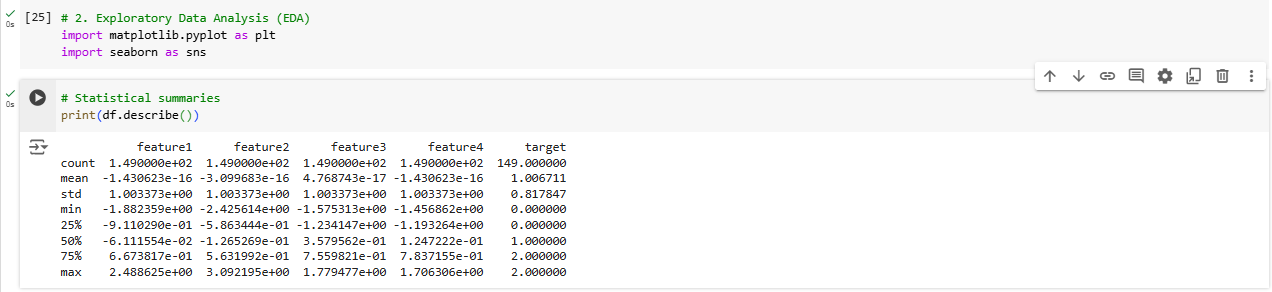 [25] # 2. Exploratory Data Analysis (EDA)
0s
import matplotlib.pyplot as plt
import seaborn as sns
# Statistical summaries
0s
print(df.describe())
feature1 feature2 feature3 feature4 target
count 1.490000e+02 1.490000e+02 1.490000e+02 1.490000e+02 149.000000
mean -1.430623e-16 -3.099683e-16 4.768743e-17 -1.430623e-16 1.006711
std 1.003373e+00 1.003373e+00 1.003373e+00 1.003373e+00 0.817847
min -1.882359e+00 -2.425614e+00 -1.575313e+00 -1.456862e+00 0.000000
25% -9.110290e-01 -5.863444e-01 -1.234147e+00 -1.193264e+00 0.000000
50% -6.111554e-02 -1.265269e-01 3.579562e-01 1.247222e-01 1.000000
75% 6.673817e-01 5.631992e-01 7.559821e-01 7.837155e-01 2.000000
max 2.488625e+00 3.092195e+00 1.779477e+00 1.706306e+00 2.000000